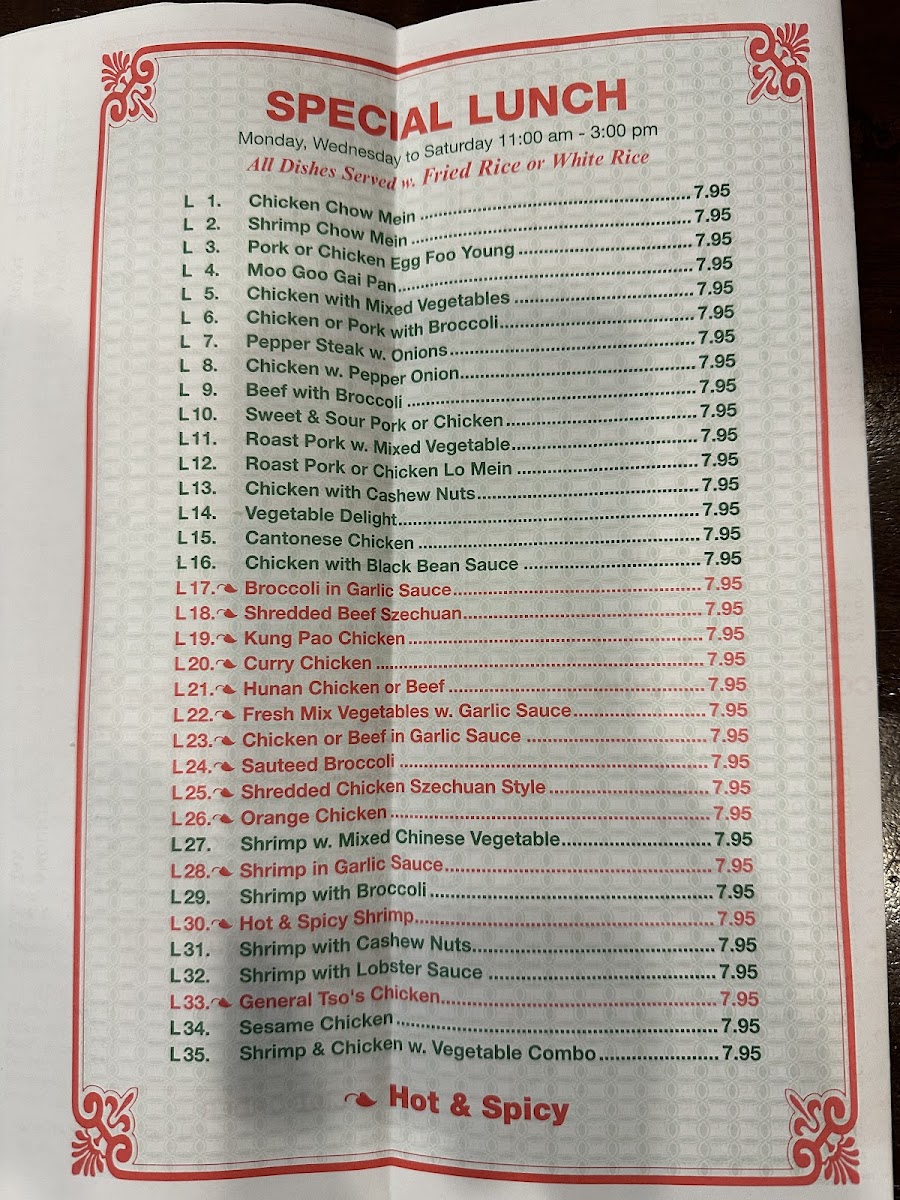 SPECIAL LUNCH
Monday, Wednesday to Saturday 11:00 am - 3:00 pm
All Dishes Served w. Fried Rice or White Rice
L 1. Chicken Chow Mein 7.95
L 2. Shrimp Chow Mein 7.95
L 3. Pork or Chicken Egg Foo Young 7.95
L 4. Moo Goo Gai Pan 7.95
L 5. Chicken with Mixed Vegetables 7.95
L 6. Chicken or Pork with Broccoli 7.95
L 7. Pepper Steak w. Onions 7.95
L 8. Chicken w. Pepper Onion 7.95
L 9. Beef with Broccoli 7.95
L10. Sweet & Sour Pork or Chicken 7.95
L11. Roast Pork w. Mixed Vegetable 7.95
L12. Roast Pork or Chicken Lo Mein 7.95
L13. Chicken with Cashew Nuts 7.95
L14. Vegetable Delight 7.95
L15. Cantonese Chicken 7.95
L16. Chicken with Black Bean Sauce 7.95
L17. Broccoli in Garlic Sauce 7.95
L18. Shredded Beef Szechuan 7.95
L19. Kung Pao Chicken 7.95
L20. Curry Chicken 7.95
L21. Hunan Chicken or Beef 7.95
L22. Fresh Mix Vegetables w. Garlic Sauce 7.95
L23. Chicken or Beef in Garlic Sauce 7.95
L24. Sauteed Broccoli 7.95
L25. Shredded Chicken Szechuan Style 7.95
L26. Orange Chicken 7.95
L27. Shrimp w. Mixed Chinese Vegetable 7.95
L28. Shrimp in Garlic Sauce 7.95
L29. Shrimp with Broccoli 7.95
L30. Hot & Spicy Shrimp 7.95
L31. Shrimp with Cashew Nuts 7.95
L32. Shrimp with Lobster Sauce 7.95
L33. General Tso's Chicken 7.95
L34. Sesame Chicken 7.95
L35. Shrimp & Chicken w. Vegetable Combo 7.95
Hot & Spicy